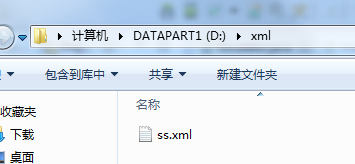 计算机 ▸ DATAPART1 (D:) ▸ xml
包含到库中 共享 新建文件夹
收藏夹
名称
下载
ss.xml
桌面